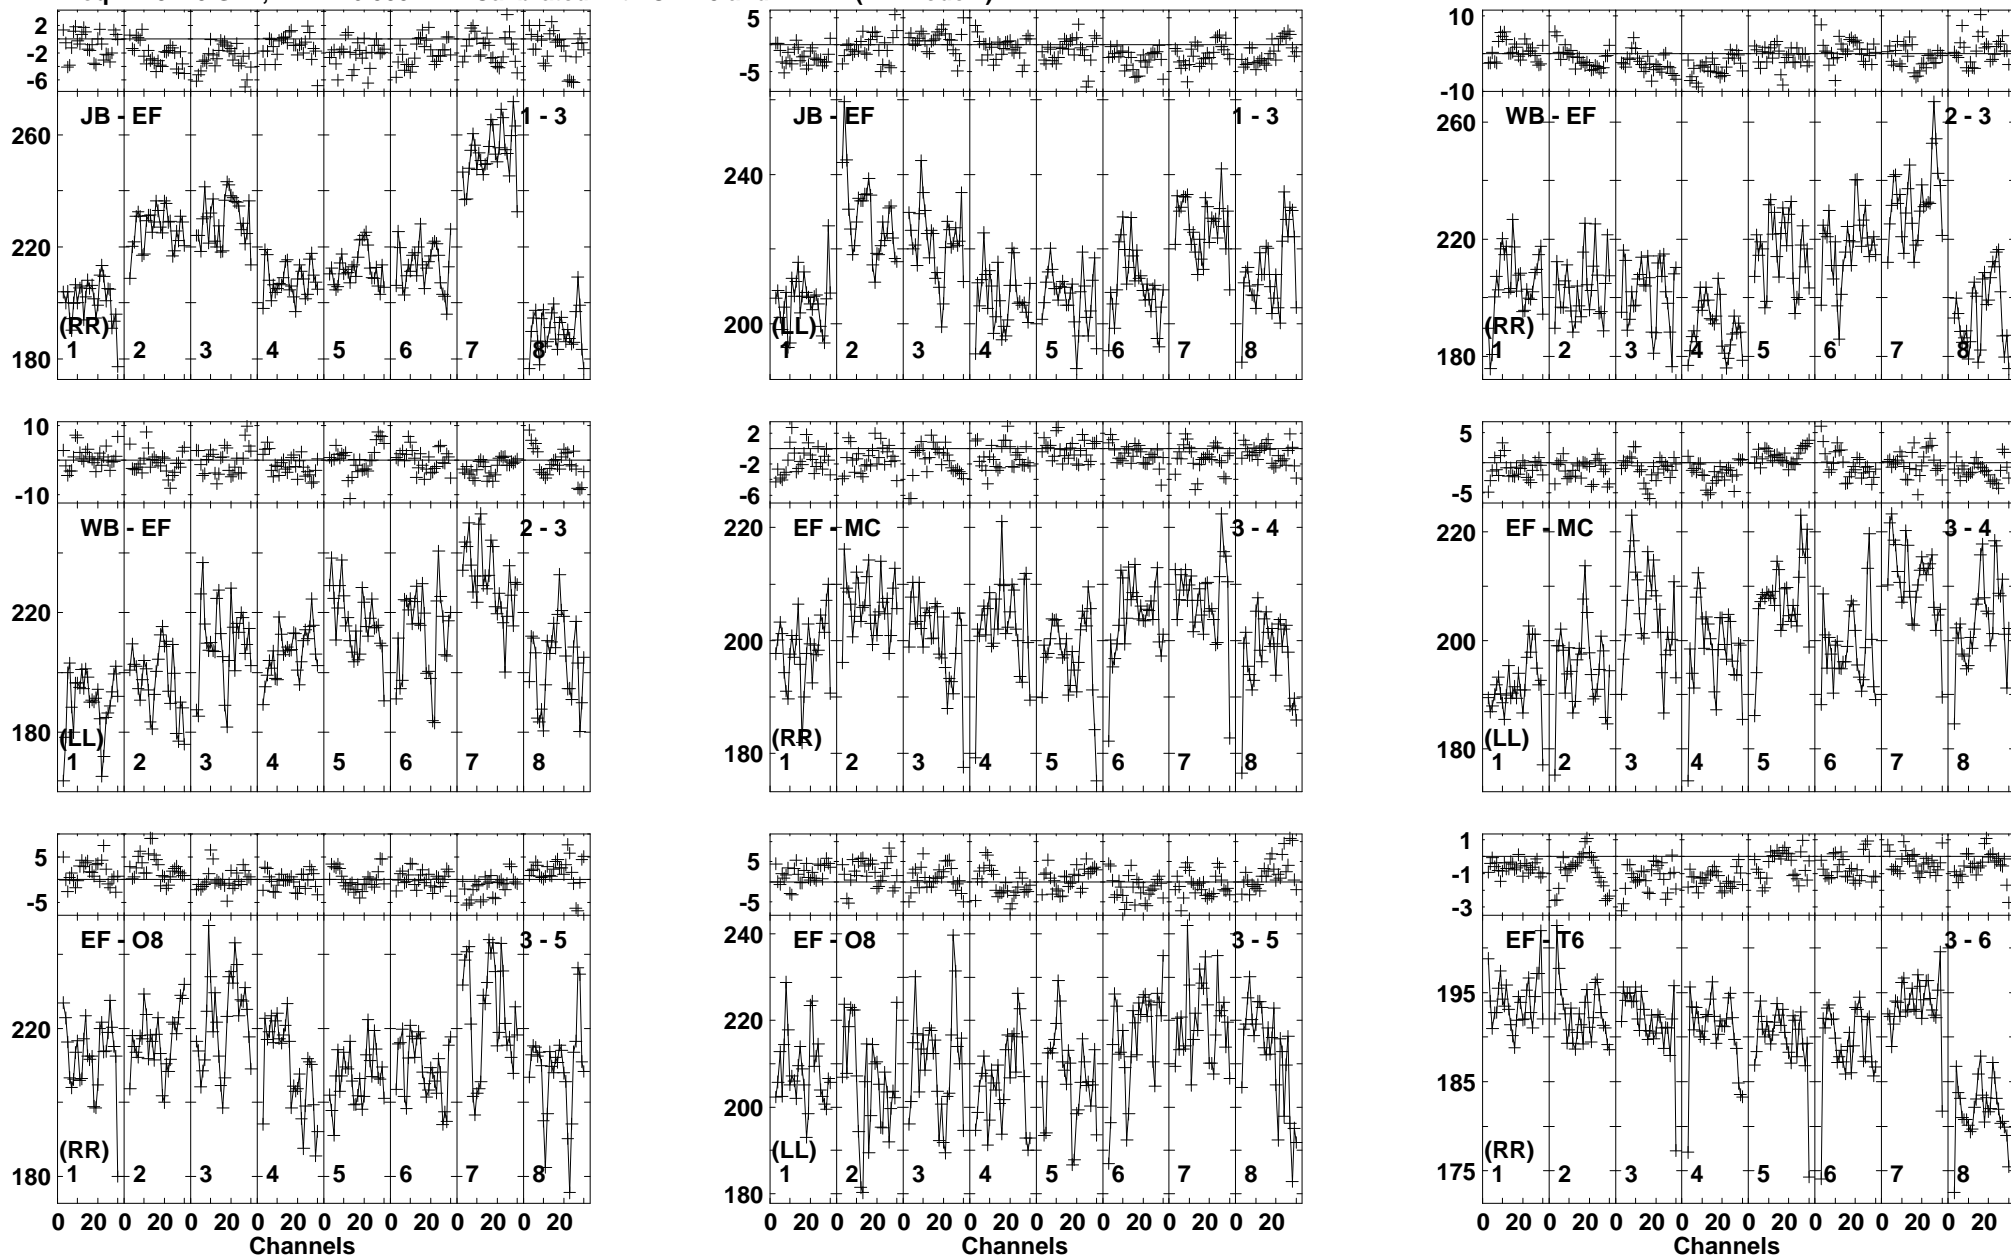 2 -2 -6
JB - EF 1 - 3
260 220 180
(RR)
1 2 3 4 5 6 7 8
5 -5
JB - EF 1 - 3
240 200
(LL)
1 2 3 4 5 6 7 8
10 -10
WB - EF 2 - 3
260 220 180
(RR)
1 2 3 4 5 6 7 8
10 -10
WB - EF 2 - 3
220 180
(LL)
1 2 3 4 5 6 7 8
2 -2 -6
EF - MC 3 - 4
220 200 180
(RR)
1 2 3 4 5 6 7 8
5 -5
EF - MC 3 - 4
220 200 180
(LL)
1 2 3 4 5 6 7 8
5 -5
EF - O8 3 - 5
220 180
(RR)
1 2 3 4 5 6 7 8
0 20 0 20 0 20 0 20 0 20 0 20 0 20 0 20
Channels
5 -5
EF - O8 3 - 5
240 220 200 180
(LL)
1 2 3 4 5 6 7 8
0 20 0 20 0 20 0 20 0 20 0 20 0 20 0 20
Channels
1 -1 -3
EF - T6 3 - 6
195 185 175
(RR)
1 2 3 4 5 6 7 8
0 20 0 20 0 20 0 20 0 20 0 20 0 20 0 20
Channels